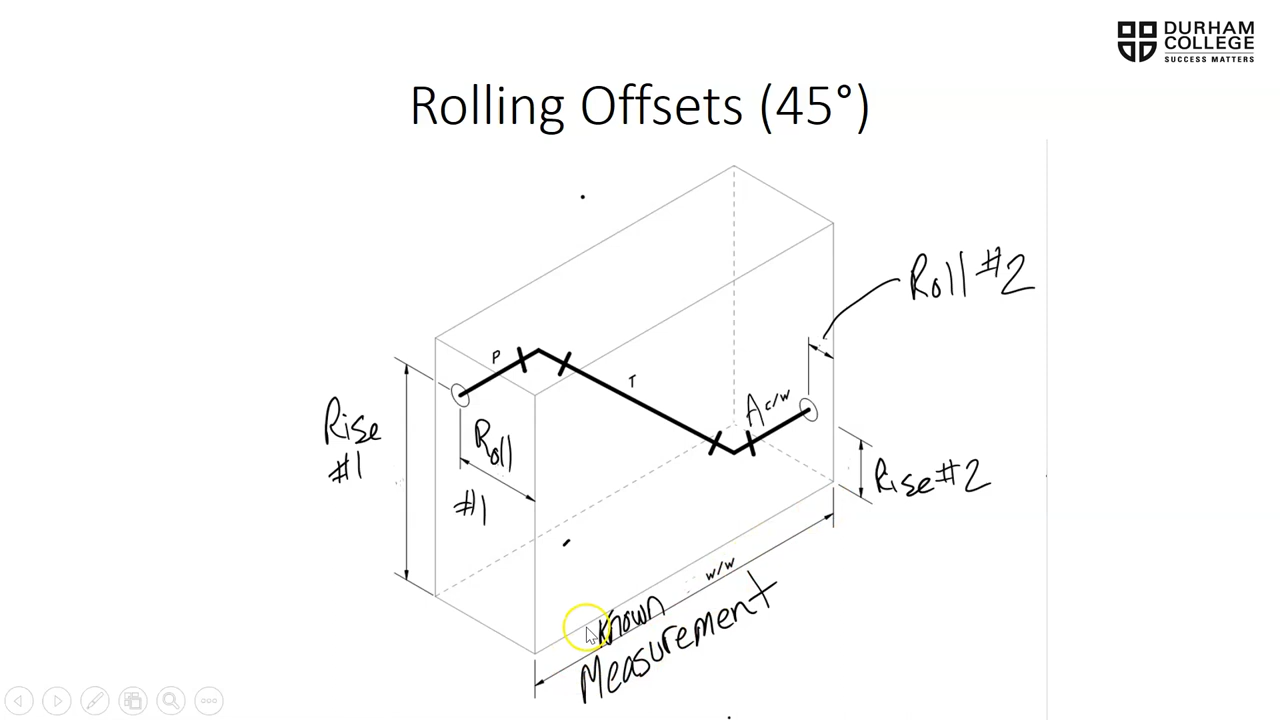 DURHAM
COLLEGE
SUCCESS MATTERS
Rolling Offsets (45°)
Roll #2
P
T
A c/w
Rise
#1
Roll
#1
Rise #2
w/w
Known
Measurement